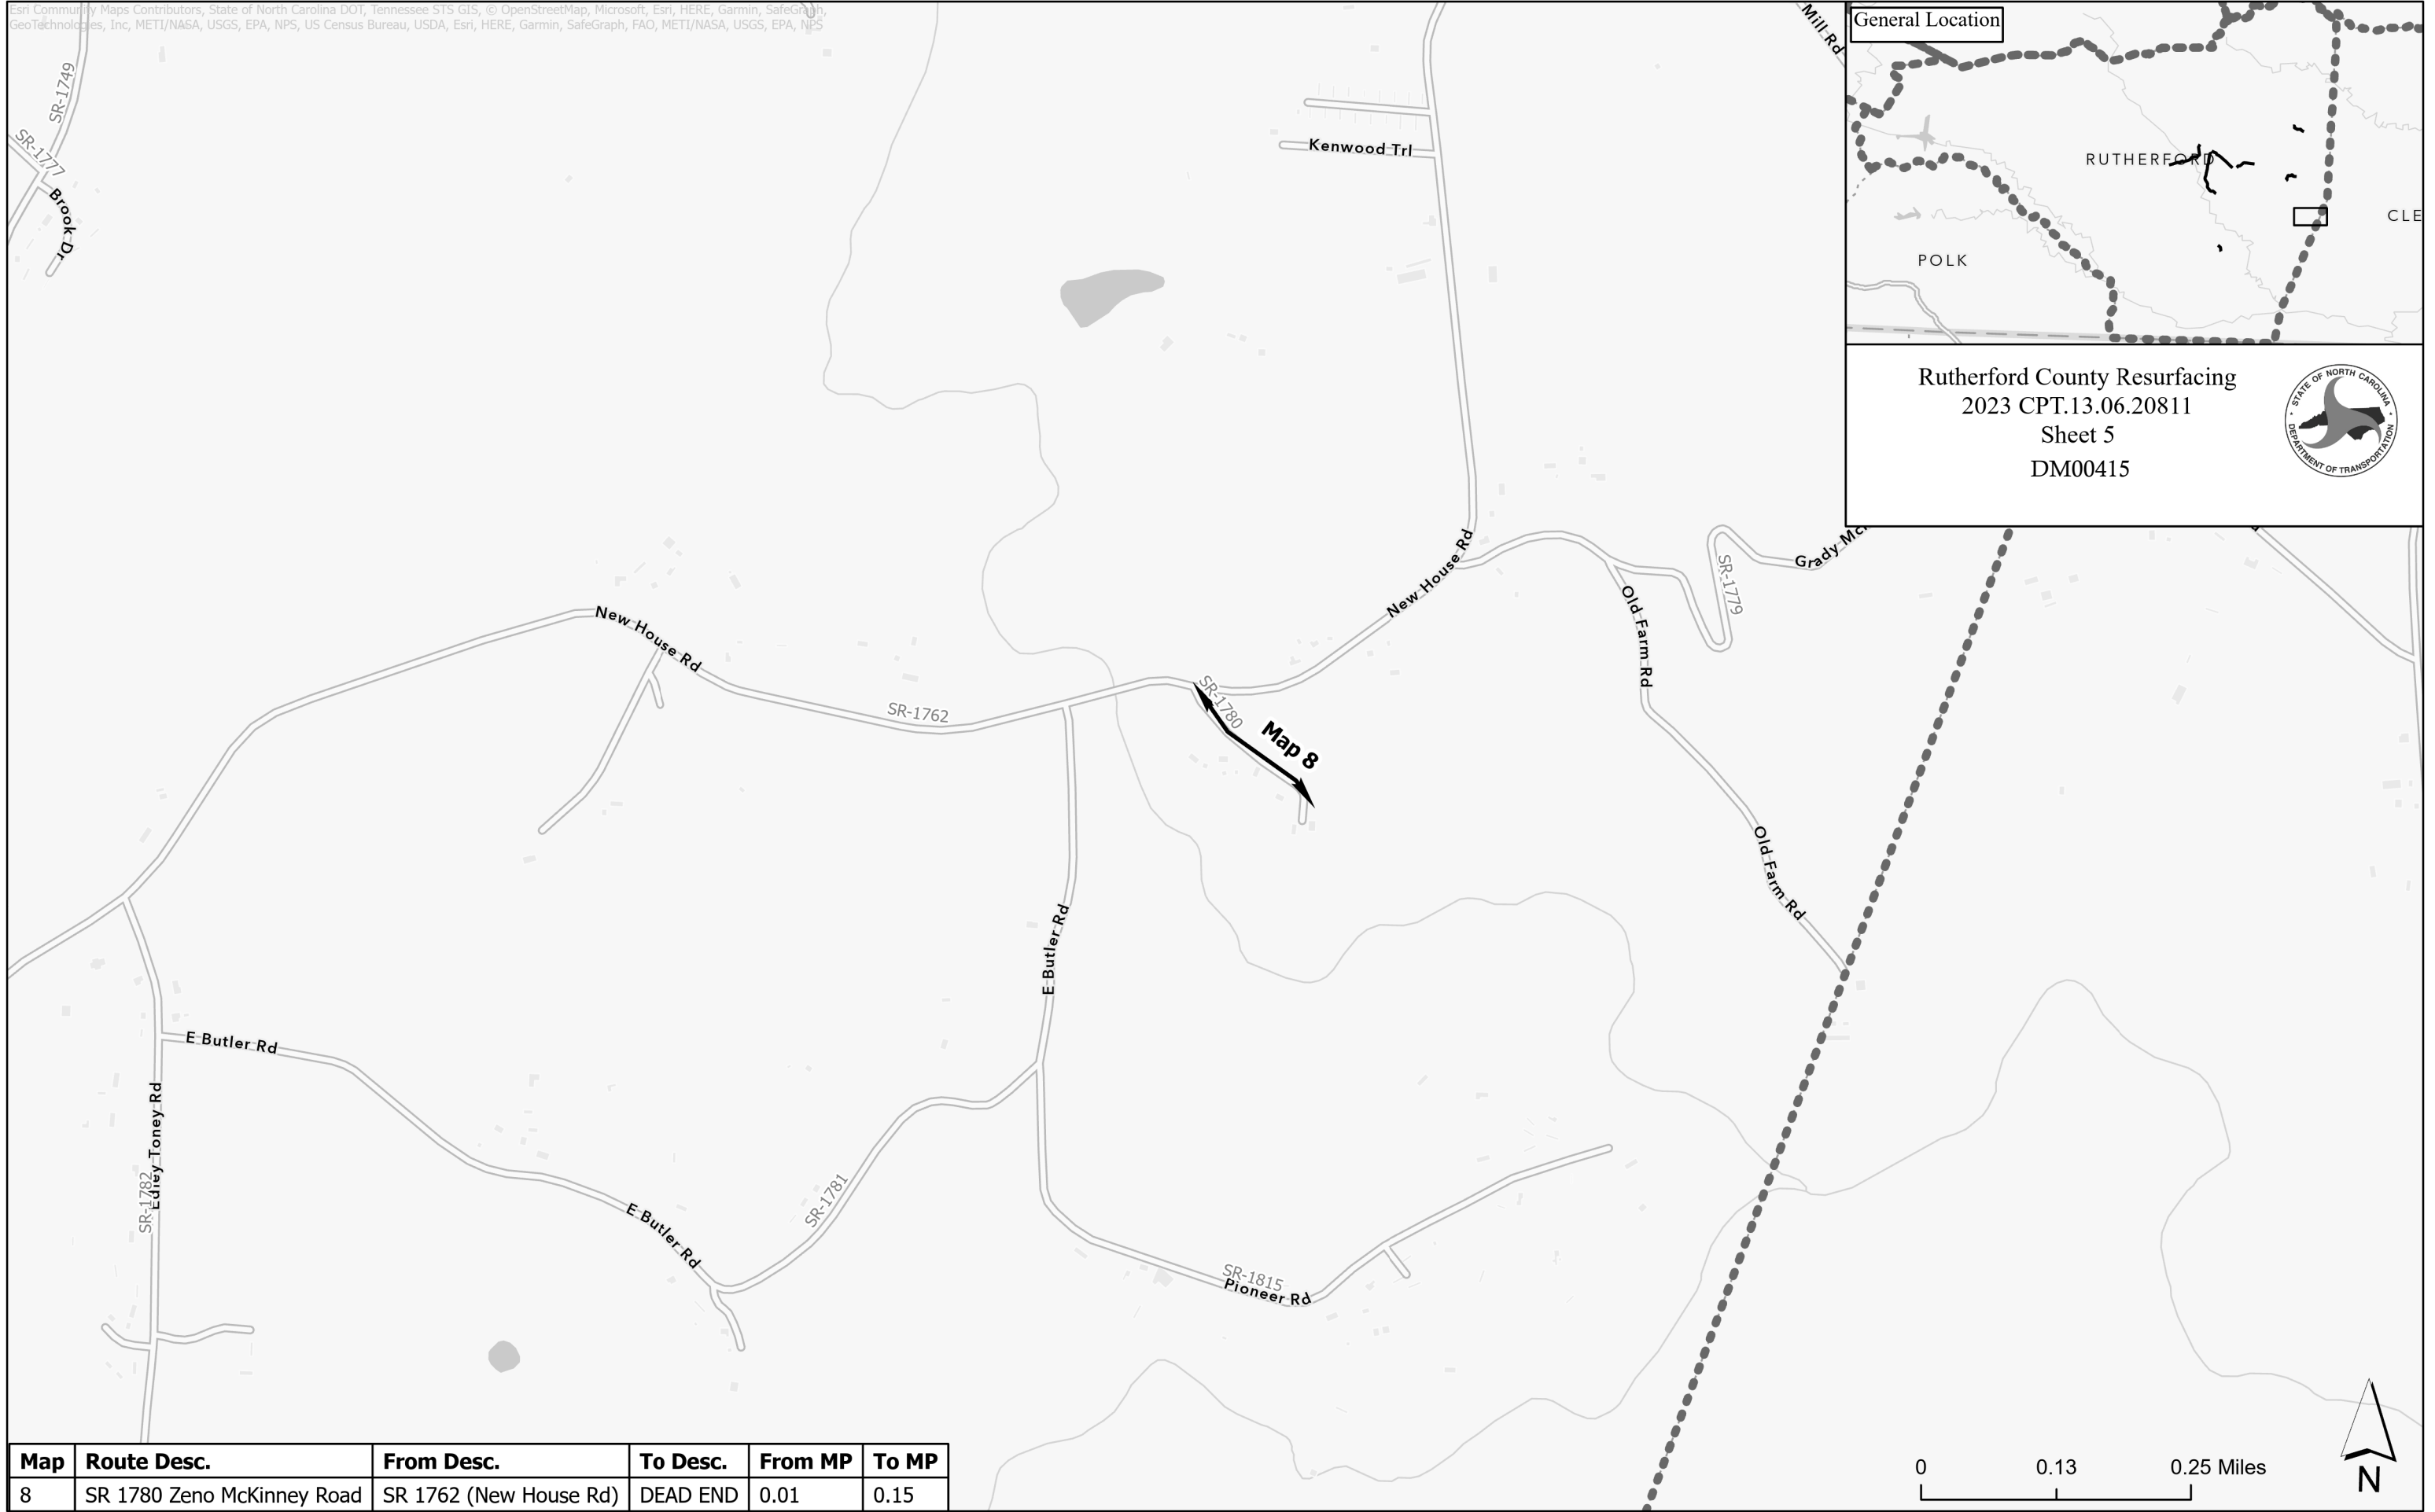 Esri Community Maps Contributors, State of North Carolina DOT, Tennessee STS GIS, © OpenStreetMap, Microsoft, Esri, HERE, Garmin, SafeGraph,
GeoTechnologies, Inc, METI/NASA, USGS, EPA, NPS, US Census Bureau, USDA, Esri, HERE, Garmin, SafeGraph, FAO, METI/NASA, USGS, EPA, NPS
Mill Rd
General Location
RUTHERFORD
CLE
POLK
Rutherford County Resurfacing
2023 CPT.13.06.20811
Sheet 5
DM00415
STATE OF NORTH CAROLINA
DEPARTMENT OF TRANSPORTATION
SR-1749
SR-1777
Brook Dr
Kenwood Trl
New House Rd
Grady McK
SR-1779
Old Farm Rd
New House Rd
SR-1762
SR-1780
Map 8
Old Farm Rd
E Butler Rd
E Butler Rd
Edley Toney Rd
SR-1782
E Butler Rd
SR-1781
SR-1815
Pioneer Rd
Map Route Desc. From Desc. To Desc. From MP To MP
8 SR 1780 Zeno McKinney Road SR 1762 (New House Rd) DEAD END 0.01 0.15
0 0.13 0.25 Miles
N